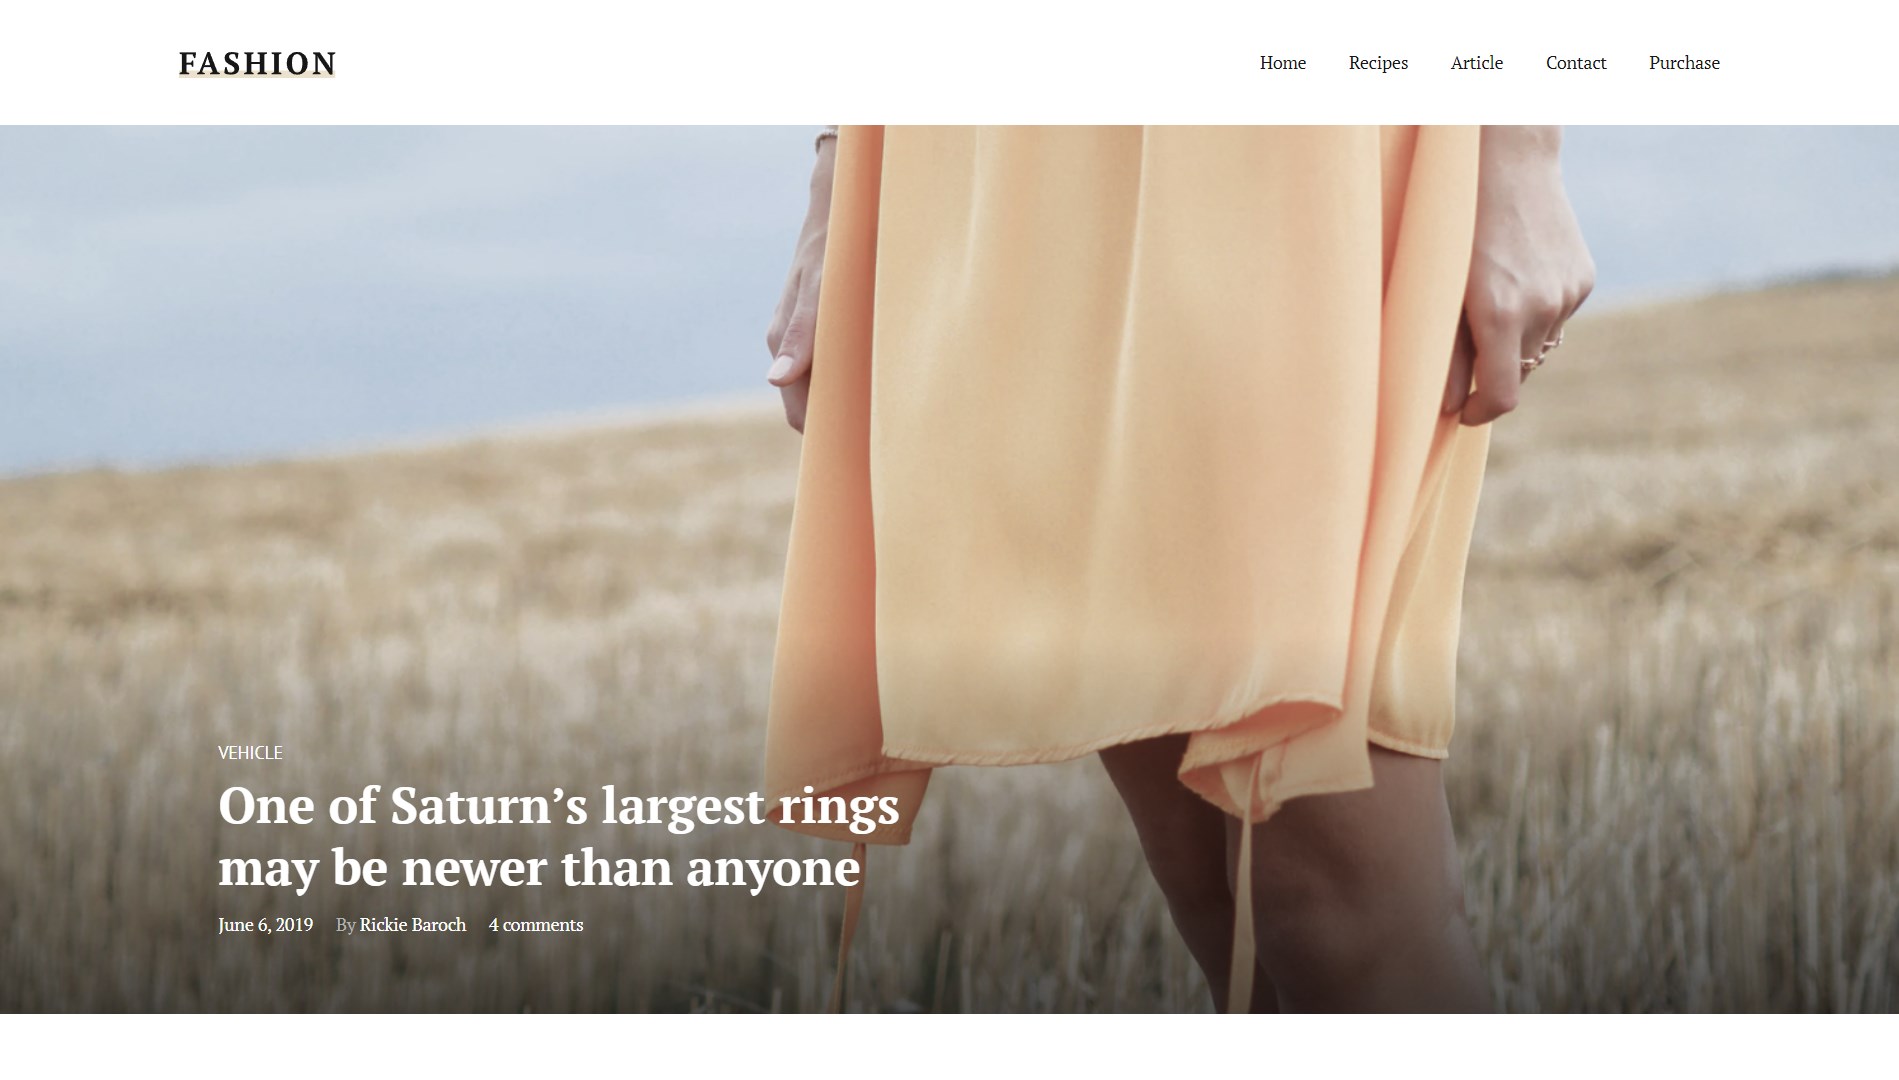 FASHION
Home Recipes Article Contact Purchase
VEHICLE
One of Saturn’s largest rings
may be newer than anyone
June 6, 2019 By Rickie Baroch 4 comments